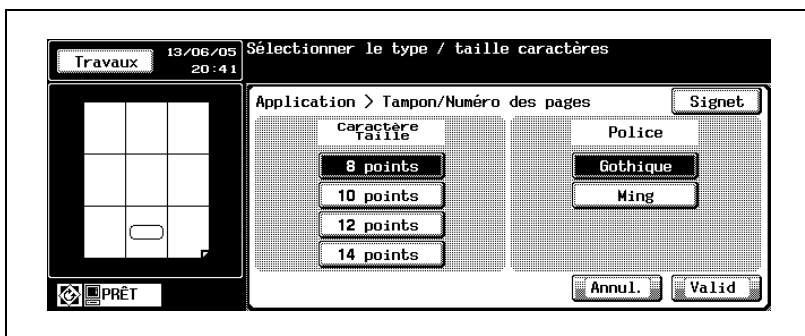 Travaux
13/06/05
20:41
Sélectionner le type / taille caractères
Application > Tampon/Numéro des pages
Signet
Caractère
Taille
8 points
10 points
12 points
14 points
Police
Gothique
Ming
Annul.
Valid
PRÊT